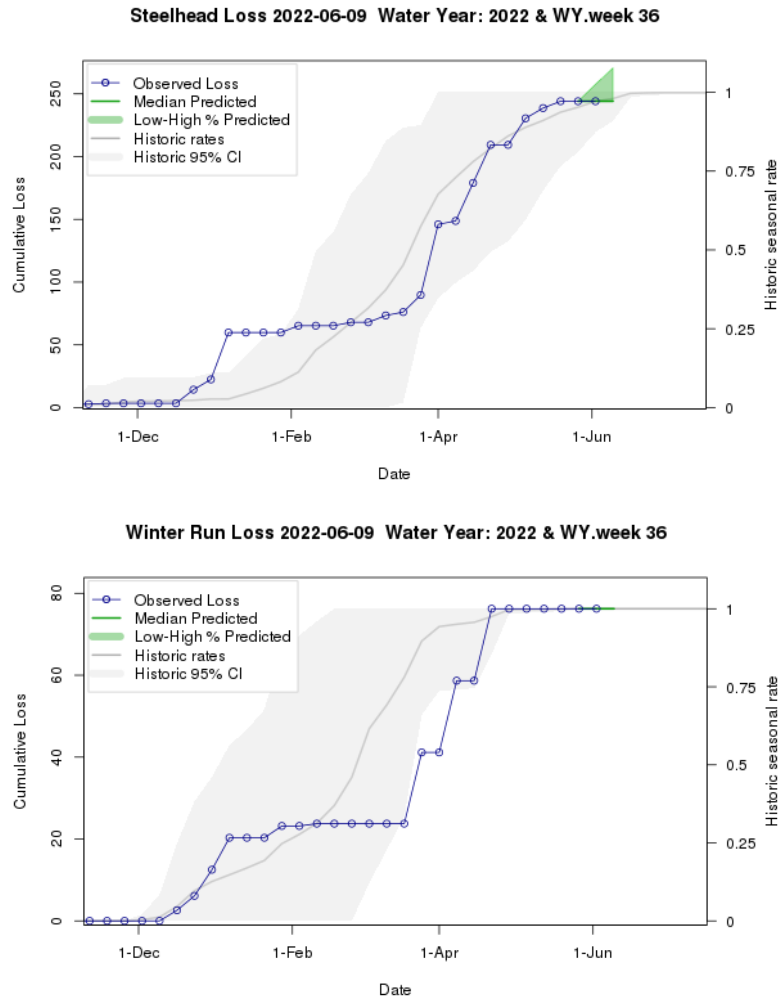 Steelhead Loss 2022-06-09 Water Year: 2022 & WY.week 36
Observed Loss
Median Predicted
Low-High % Predicted
Historic rates
Historic 95% CI
Cumulative Loss
250
200
150
100
50
0
1
0.75
0.5
0.25
0
Historic seasonal rate
1-Dec
1-Feb
1-Apr
1-Jun
Date
Winter Run Loss 2022-06-09 Water Year: 2022 & WY.week 36
Observed Loss
Median Predicted
Low-High % Predicted
Historic rates
Historic 95% CI
Cumulative Loss
80
60
40
20
0
1
0.75
0.5
0.25
0
Historic seasonal rate
1-Dec
1-Feb
1-Apr
1-Jun
Date